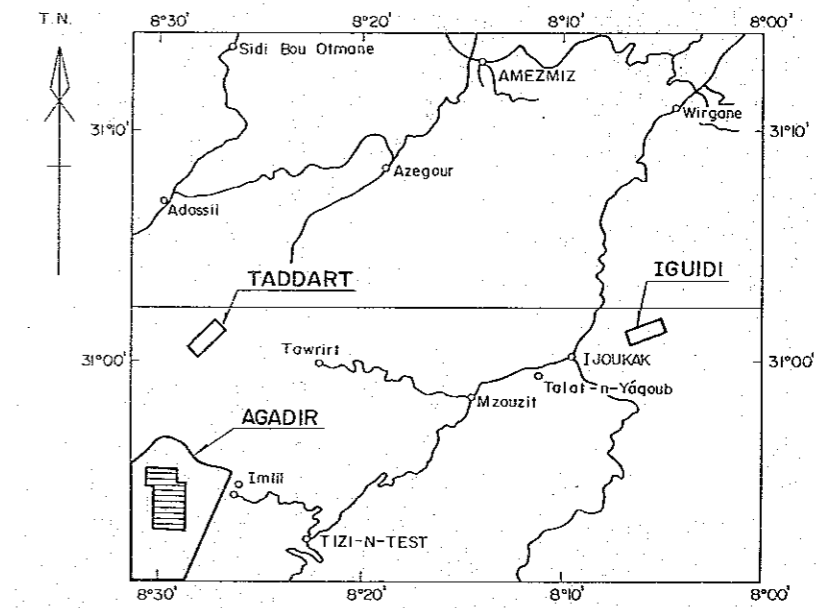 T.N.
8°30'
8°20'
8°10'
8°00'
Sidi Bou Otmane
AMEZMIZ
Wirgane
31°10'
31°10'
Azegour
Adassil
TADDART
IGUIDI
31°00'
Tawrirt
IJOUKAK
31°00'
Talat-n-Yâqoub
Mzouzit
AGADIR
Imlil
TIZI-N-TEST
8°30'
8°20'
8°10'
8°00'